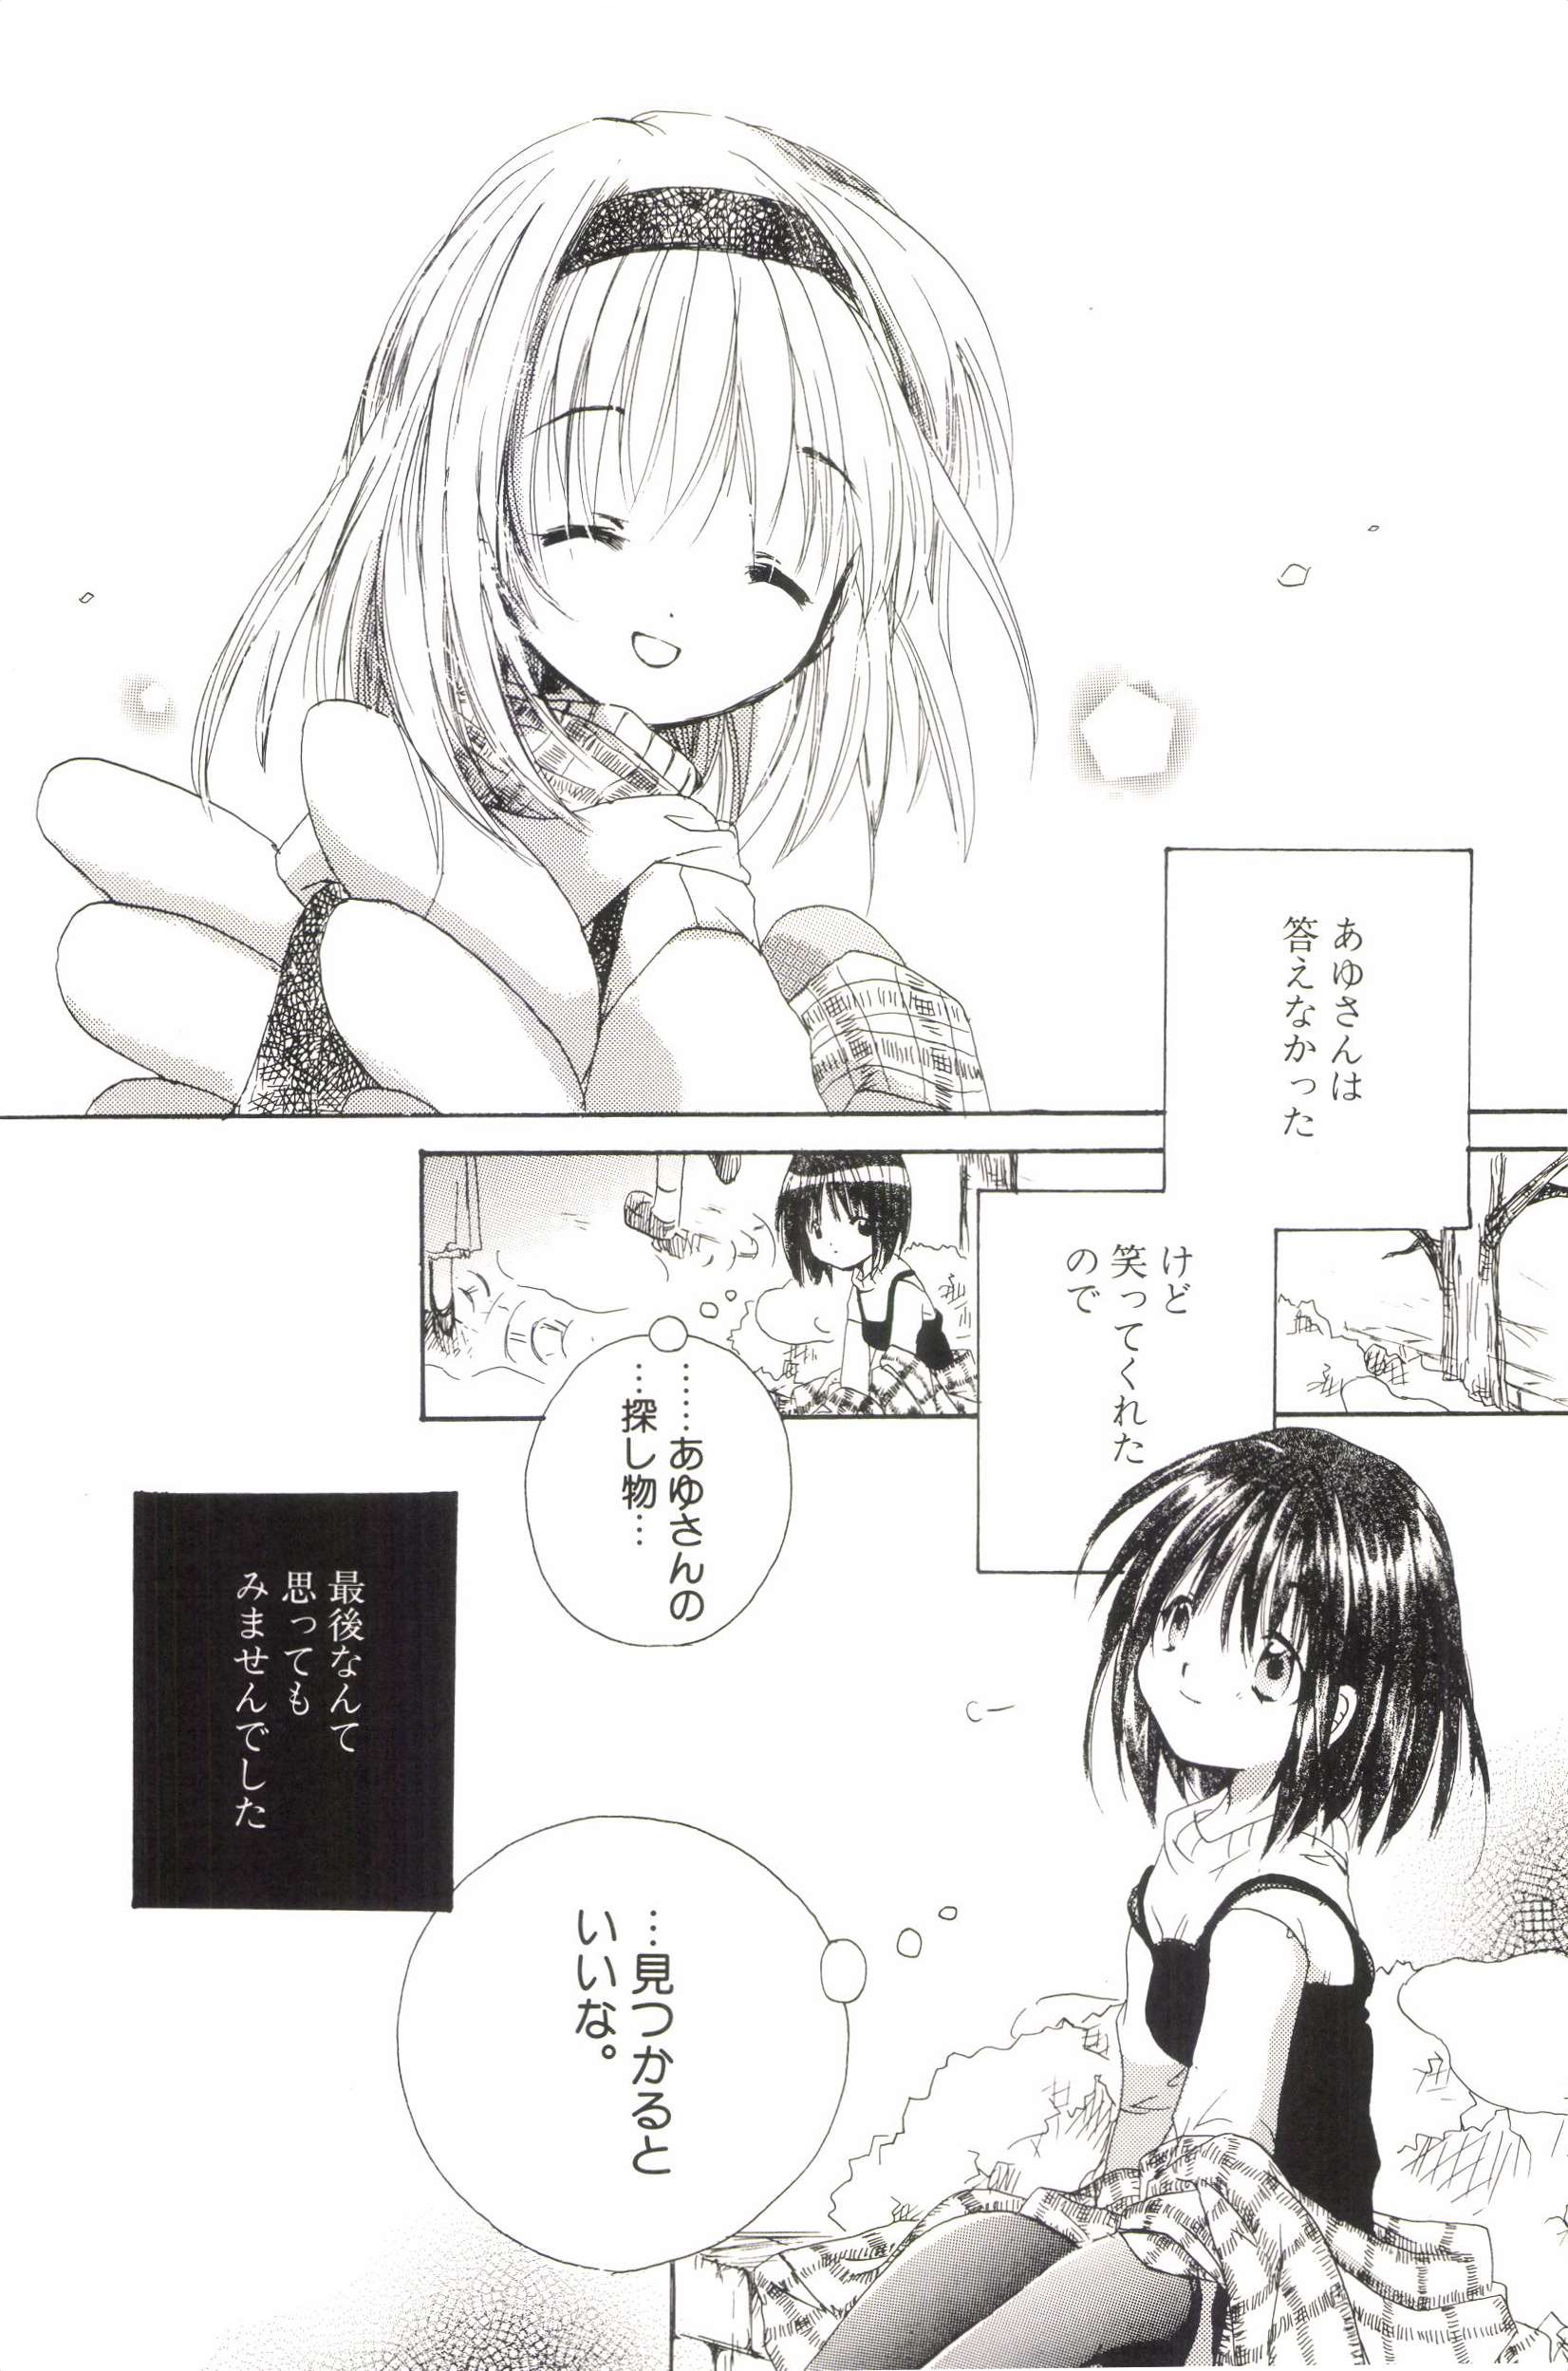 あゆさんは
答えなかった
けど
笑ってくれた
ので
……あゆさんの
…探し物…
最後なんて
思っても
みませんでした
…見つかると
いいな。